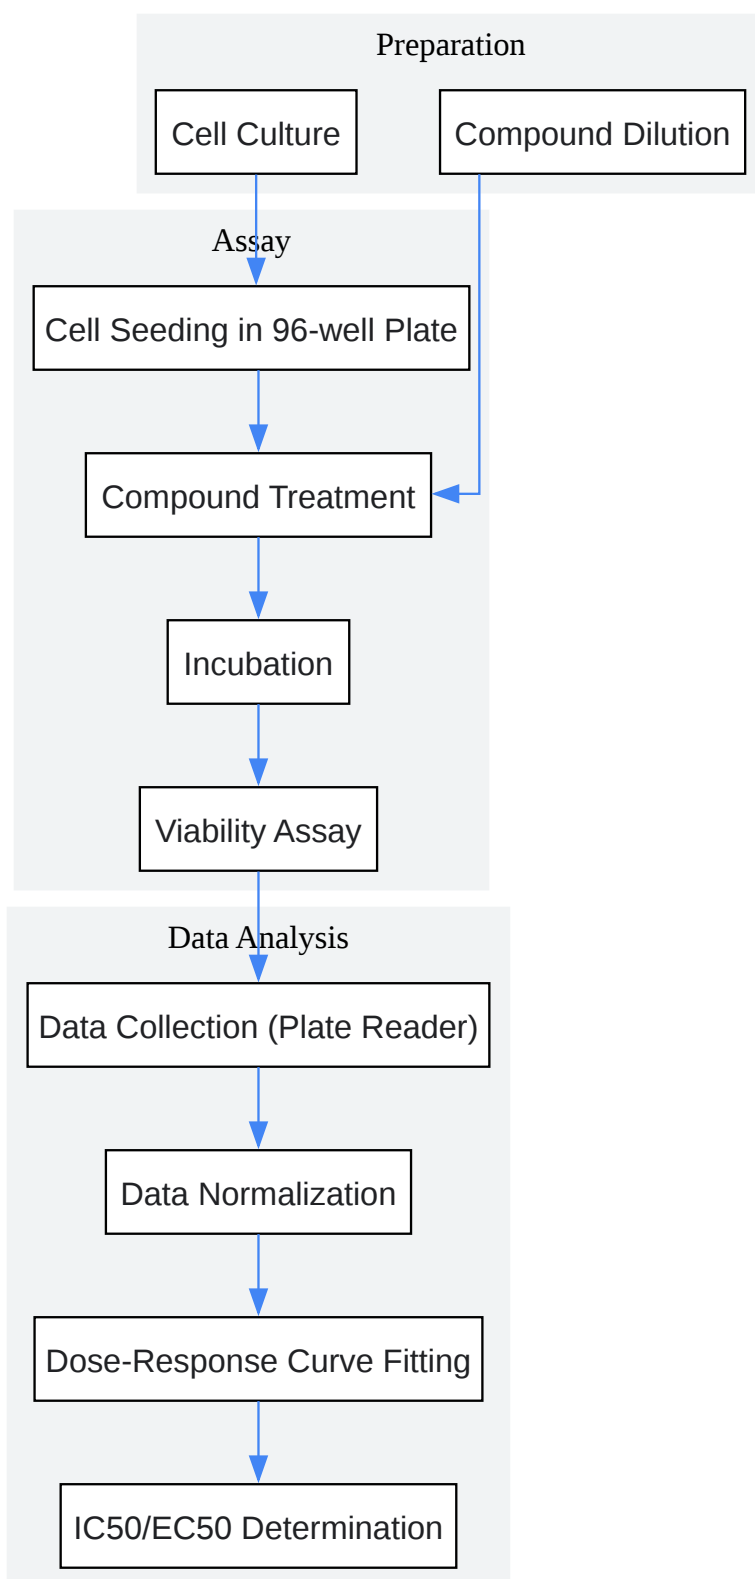 Preparation
Cell Culture
Compound Dilution
Assay
Cell Seeding in 96-well Plate
Compound Treatment
Incubation
Viability Assay
Data Analysis
Data Collection (Plate Reader)
Data Normalization
Dose-Response Curve Fitting
IC50/EC50 Determination